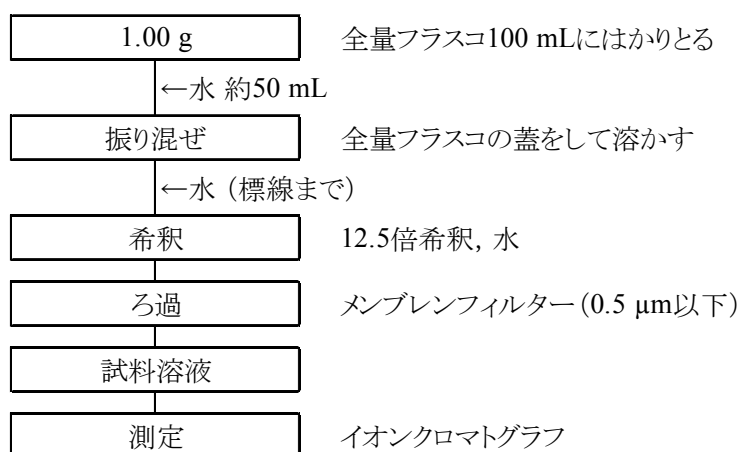 1.00 g 全量フラスコ100 mLにはかりとる
←水 約50 mL
振り混ぜ 全量フラスコの蓋をして溶かす
←水（標線まで）
希釈 12.5倍希釈, 水
ろ過 メンブレンフィルター（0.5 µm以下）
試料溶液
測定 イオンクロマトグラフ